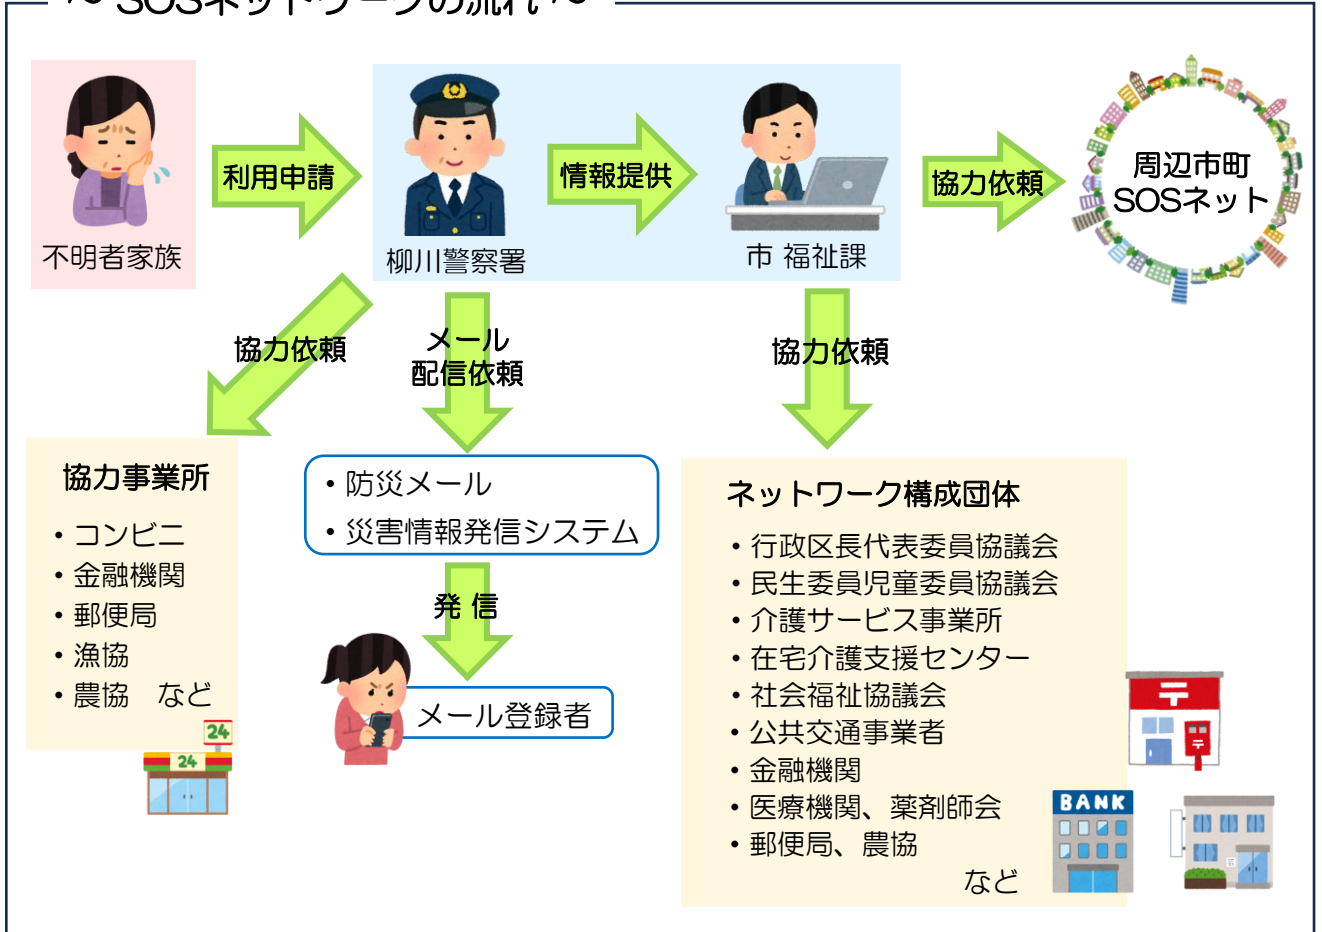 ～ SOSネットワークの流れ ～
利用申請
情報提供
協力依頼
周辺市町
SOSネット
不明者家族
柳川警察署
市 福祉課
協力依頼
メール
配信依頼
協力依頼
協力事業所
・コンビニ
・金融機関
・郵便局
・漁協
・農協　など
24
24
・防災メール
・災害情報発信システム
発 信
メール登録者
ネットワーク構成団体
・行政区長代表委員協議会
・民生委員児童委員協議会
・介護サービス事業所
・在宅介護支援センター
・社会福祉協議会
・公共交通事業者
・金融機関
・医療機関、薬剤師会
・郵便局、農協
など
〒
〒
BANK